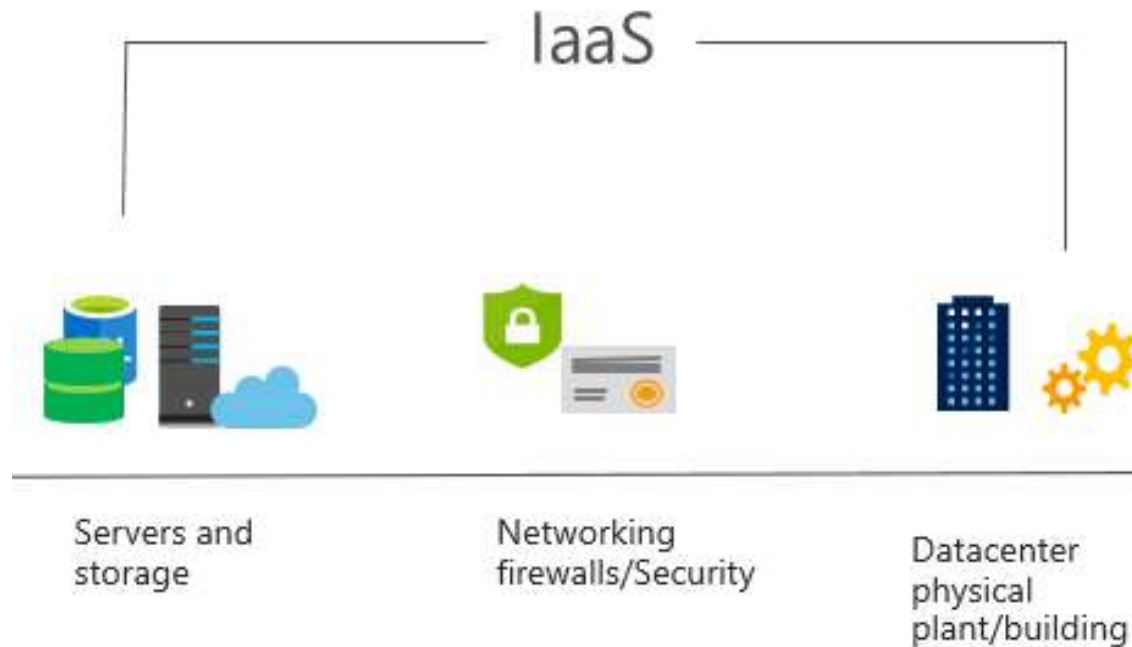 IaaS
Servers and
storage
Networking
firewalls/Security
Datacenter
physical
plant/building